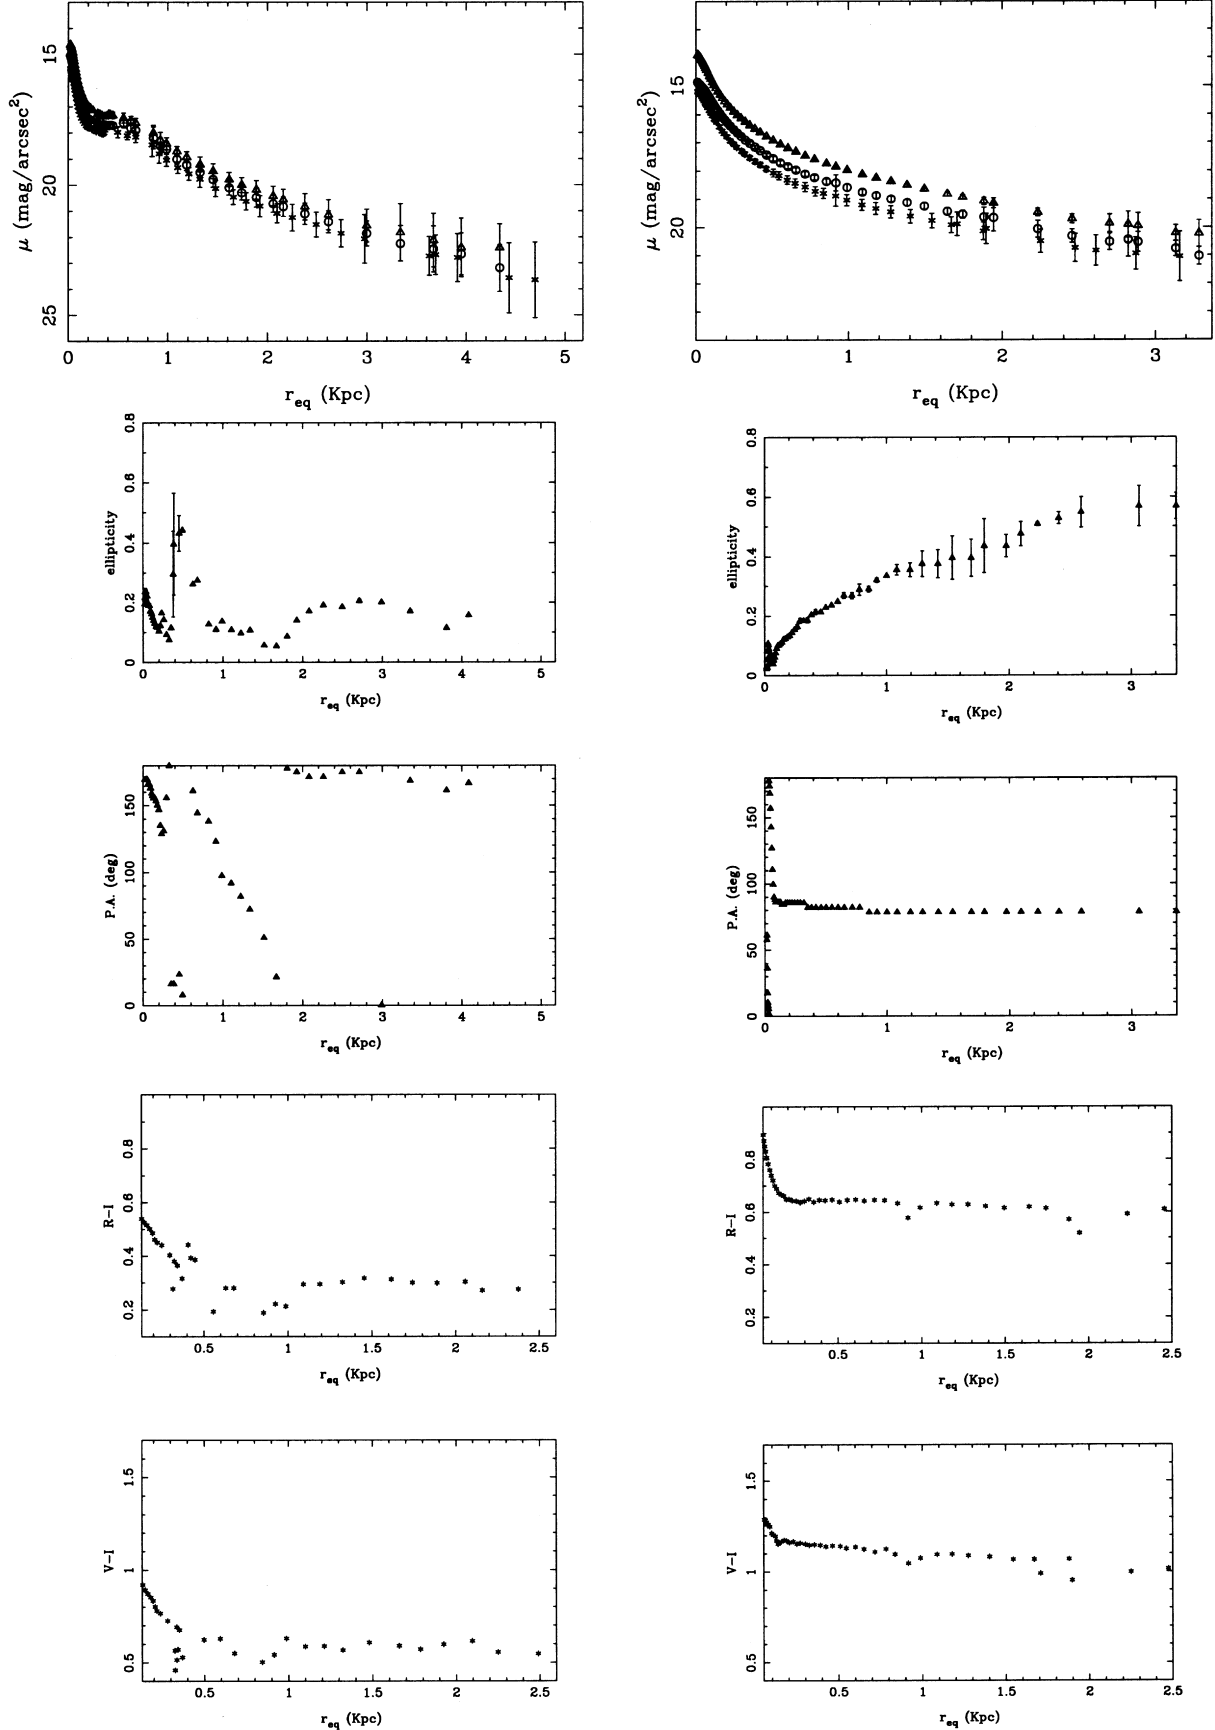 μ (mag/arcsec²)
15
20
25
0 1 2 3 4 5
r_eq (Kpc)
μ (mag/arcsec²)
15
20
0 1 2 3
r_eq (Kpc)
ellipticity
0.8
0.6
0.4
0.2
0
0 1 2 3 4 5
r_eq (Kpc)
ellipticity
0.8
0.6
0.4
0.2
0
0 1 2 3
r_eq (Kpc)
P.A. (deg)
150
100
50
0
0 1 2 3 4 5
r_eq (Kpc)
P.A. (deg)
150
100
50
0
0 1 2 3
r_eq (Kpc)
R-I
0.8
0.6
0.4
0.2
0.5 1 1.5 2 2.5
r_eq (Kpc)
R-I
0.8
0.6
0.4
0.2
0.5 1 1.5 2 2.5
r_eq (Kpc)
V-I
1.5
1
0.5
0.5 1 1.5 2 2.5
r_eq (Kpc)
V-I
1.5
1
0.5
0.5 1 1.5 2 2.5
r_eq (Kpc)